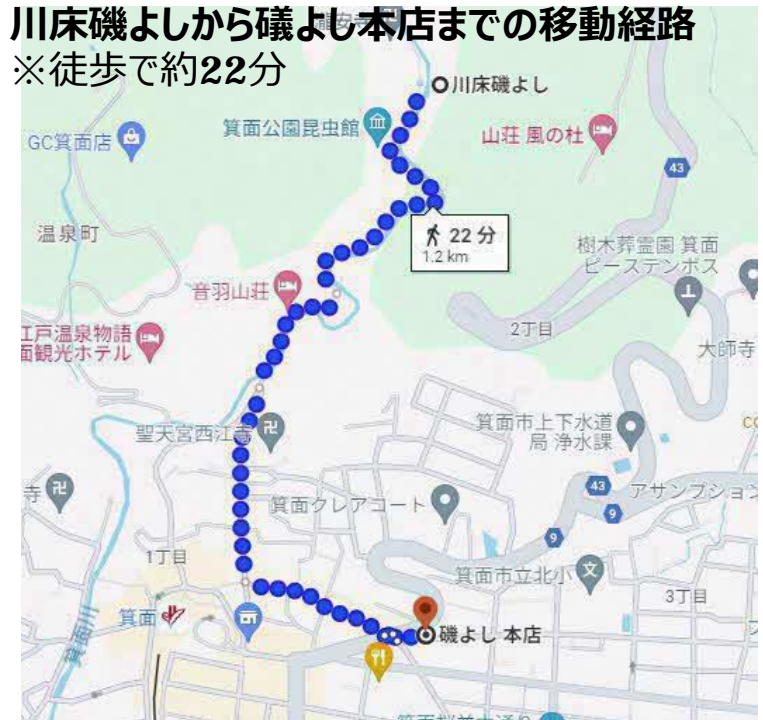 川床磯よしから礒よし本店までの移動経路
※徒歩で約22分
川床磯よし
箕面公園昆虫館
GC箕面店
山荘 風の杜
43
温泉町
22 分
1.2 km
樹木葬霊園 箕面
ピーステンポス
音羽山荘
2丁目
江戸温泉物語
面観光ホテル
大師寺
聖天宮西江寺
箕面市上下水道
局 浄水課
寺
箕面クレアコート
43
アサンプション
9
9
1丁目
箕面市立北小
文
3丁目
箕面
磯よし 本店
箕面川